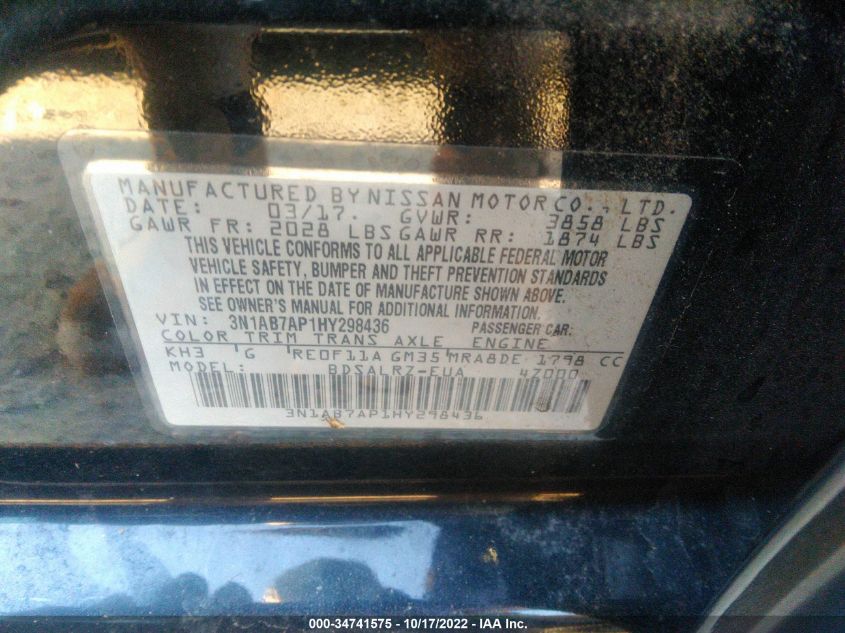 MANUFACTURED BY NISSAN MOTOR CO., LTD.
DATE: 03/17. GVWR: 3858 LBS
GAWR FR: 2028 LBS GAWR RR: 1874 LBS
THIS VEHICLE CONFORMS TO ALL APPLICABLE FEDERAL MOTOR
VEHICLE SAFETY, BUMPER AND THEFT PREVENTION STANDARDS
IN EFFECT ON THE DATE OF MANUFACTURE SHOWN ABOVE.
SEE OWNER'S MANUAL FOR ADDITIONAL INFORMATION.
VIN: 3N1AB7AP1HY298436 PASSENGER CAR
COLOR TRIM TRANS AXLE ENGINE
KH3 G RE0F11A GM35 MRA8DE 1798 CC
MODEL: BDSALRZ-EUA 47000
3N1AB7AP1HY298436
000-34741575 - 10/17/2022 - IAA Inc.